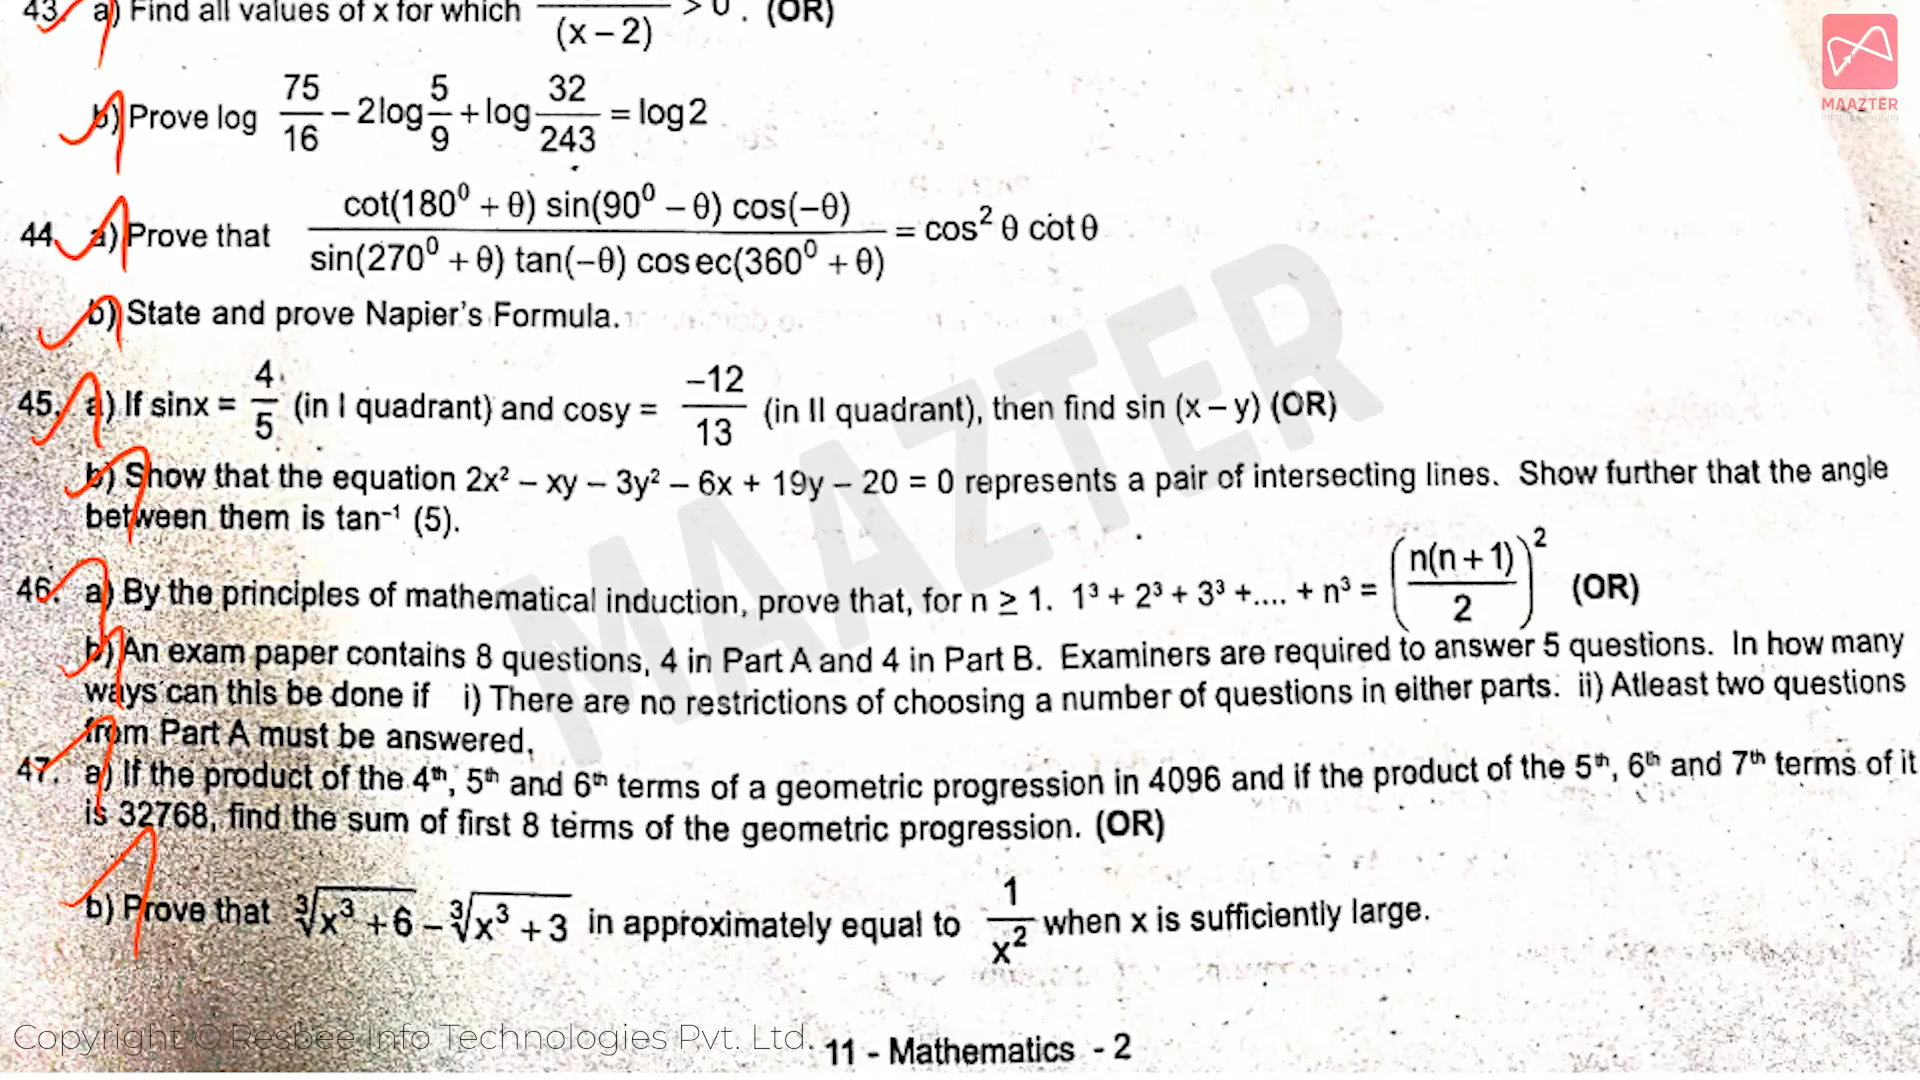 43. a) Find all values of x for which /(x – 2) > 0 . (OR)
b) Prove log 75/16 – 2log 5/9 + log 32/243 = log2
44. a) Prove that cot(180⁰ + θ) sin(90⁰ – θ) cos(–θ) / sin(270⁰ + θ) tan(–θ) cosec(360⁰ + θ) = cos² θ cot θ
b) State and prove Napier's Formula.
45. a) If sinx = 4/5 (in I quadrant) and cosy = –12/13 (in II quadrant), then find sin (x – y) (OR)
b) Show that the equation 2x² – xy – 3y² – 6x + 19y – 20 = 0 represents a pair of intersecting lines. Show further that the angle
between them is tan⁻¹ (5).
46. a) By the principles of mathematical induction, prove that, for n ≥ 1. 1³ + 2³ + 3³ +.... + n³ = (n(n + 1)/2)² (OR)
b) An exam paper contains 8 questions, 4 in Part A and 4 in Part B. Examiners are required to answer 5 questions. In how many
ways can this be done if i) There are no restrictions of choosing a number of questions in either parts. ii) Atleast two questions
from Part A must be answered,
47. a) If the product of the 4th, 5th and 6th terms of a geometric progression in 4096 and if the product of the 5th, 6th and 7th terms of it
is 32768, find the sum of first 8 terms of the geometric progression. (OR)
b) Prove that ∛(x³ + 6) – ∛(x³ + 3) in approximately equal to 1/x² when x is sufficiently large.
11 - Mathematics - 2
Copyright © Resbee Info Technologies Pvt. Ltd.
MAAZTER
MAAZTER